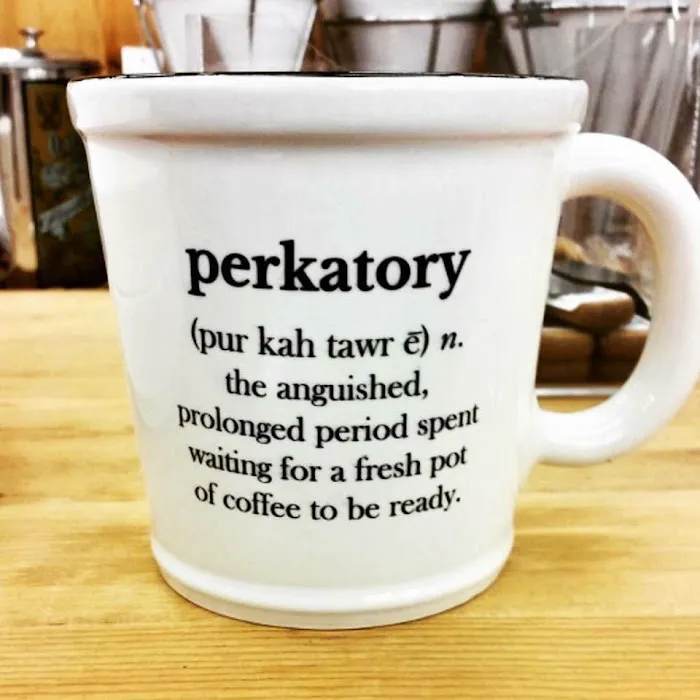 perkatory
(pur kah tawr ē) n.
the anguished,
prolonged period spent
waiting for a fresh pot
of coffee to be ready.